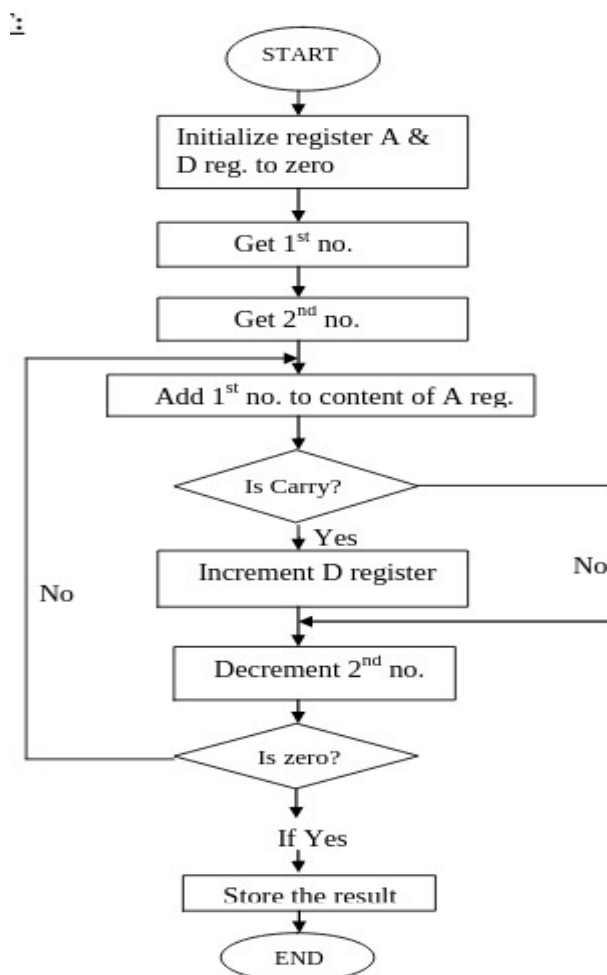 START
Initialize register A &
D reg. to zero
Get 1st no.
Get 2nd no.
Add 1st no. to content of A reg.
Is Carry?
Yes
Increment D register
No
No
Decrement 2nd no.
Is zero?
If Yes
Store the result
END